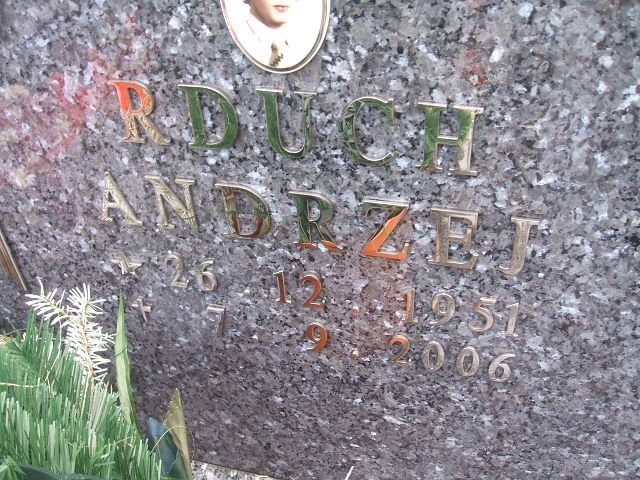 RDUCH
ANDRZEJ
* 26 · 12 · 1951
+ 7 · 9 · 2006